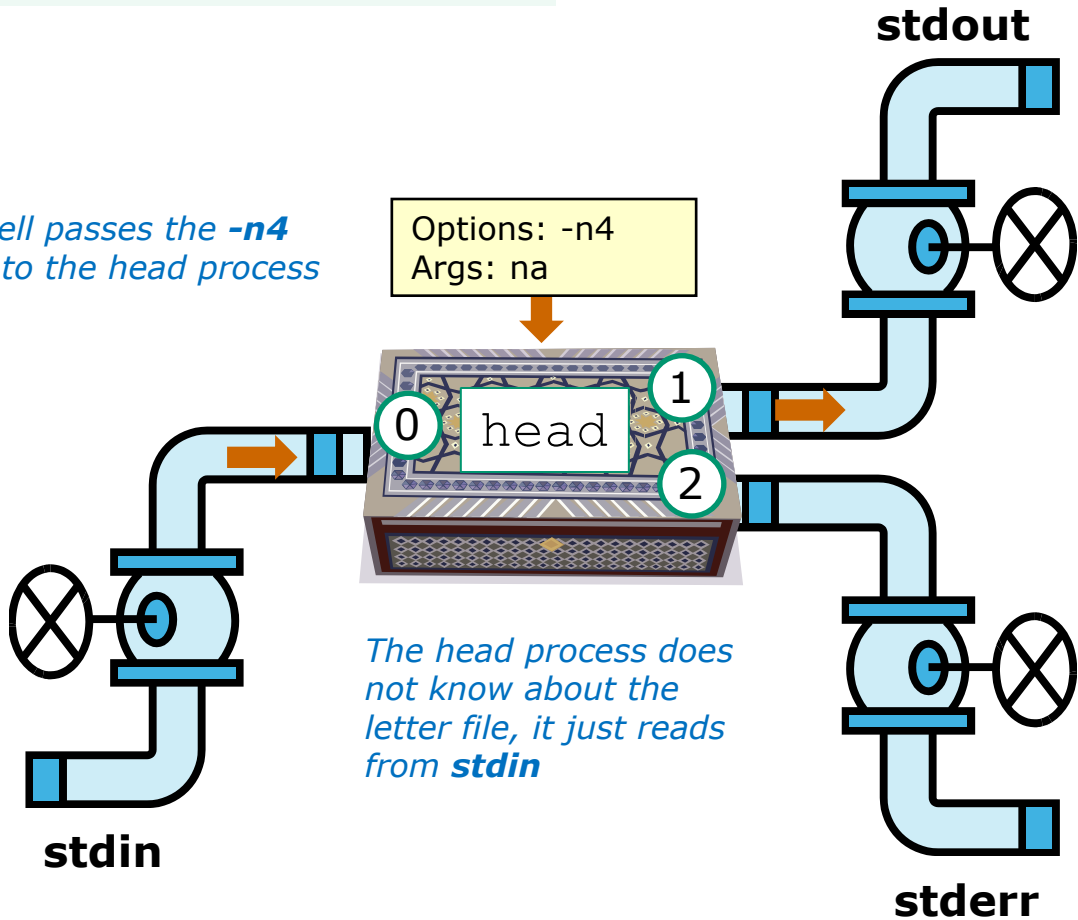 stdout
ell passes the -n4
to the head process
Options: -n4
Args: na
0
head
1
2
The head process does
not know about the
letter file, it just reads
from stdin
stdin
stderr